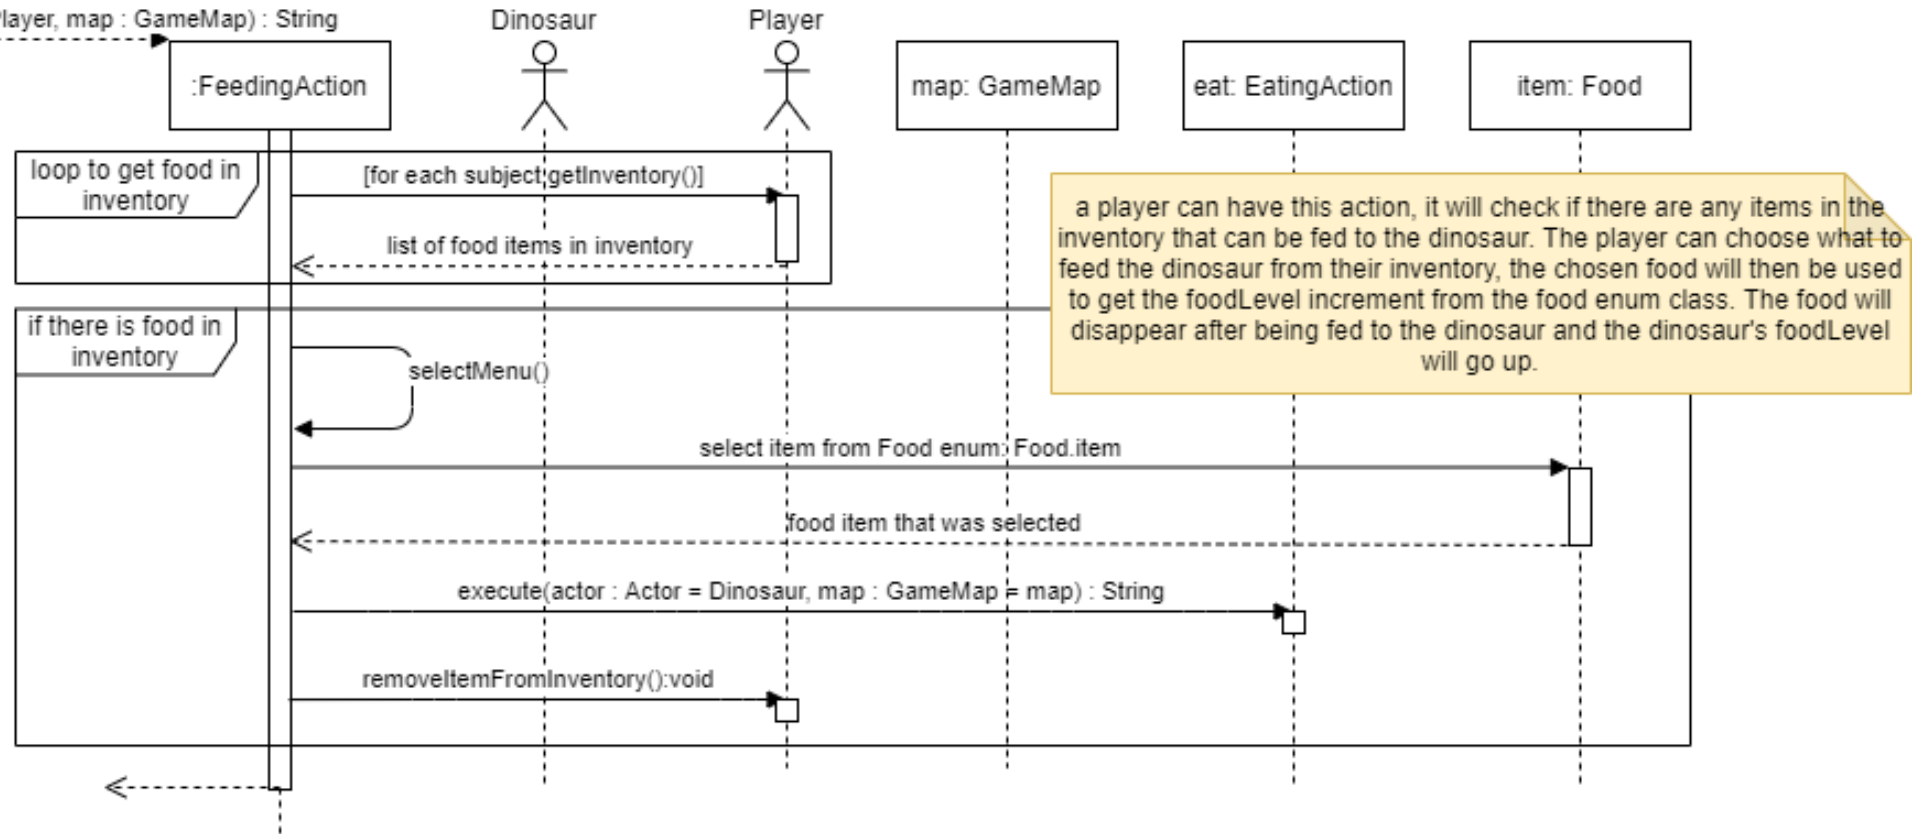 Player, map : GameMap) : String
Dinosaur
Player
:FeedingAction
map: GameMap
eat: EatingAction
item: Food
loop to get food in
inventory
[for each subject:getInventory()]
list of food items in inventory
a player can have this action, it will check if there are any items in the
inventory that can be fed to the dinosaur. The player can choose what to
feed the dinosaur from their inventory, the chosen food will then be used
to get the foodLevel increment from the food enum class. The food will
disappear after being fed to the dinosaur and the dinosaur's foodLevel
will go up.
if there is food in
inventory
selectMenu()
select item from Food enum: Food.item
food item that was selected
execute(actor : Actor = Dinosaur, map : GameMap = map) : String
removeItemFromInventory():void